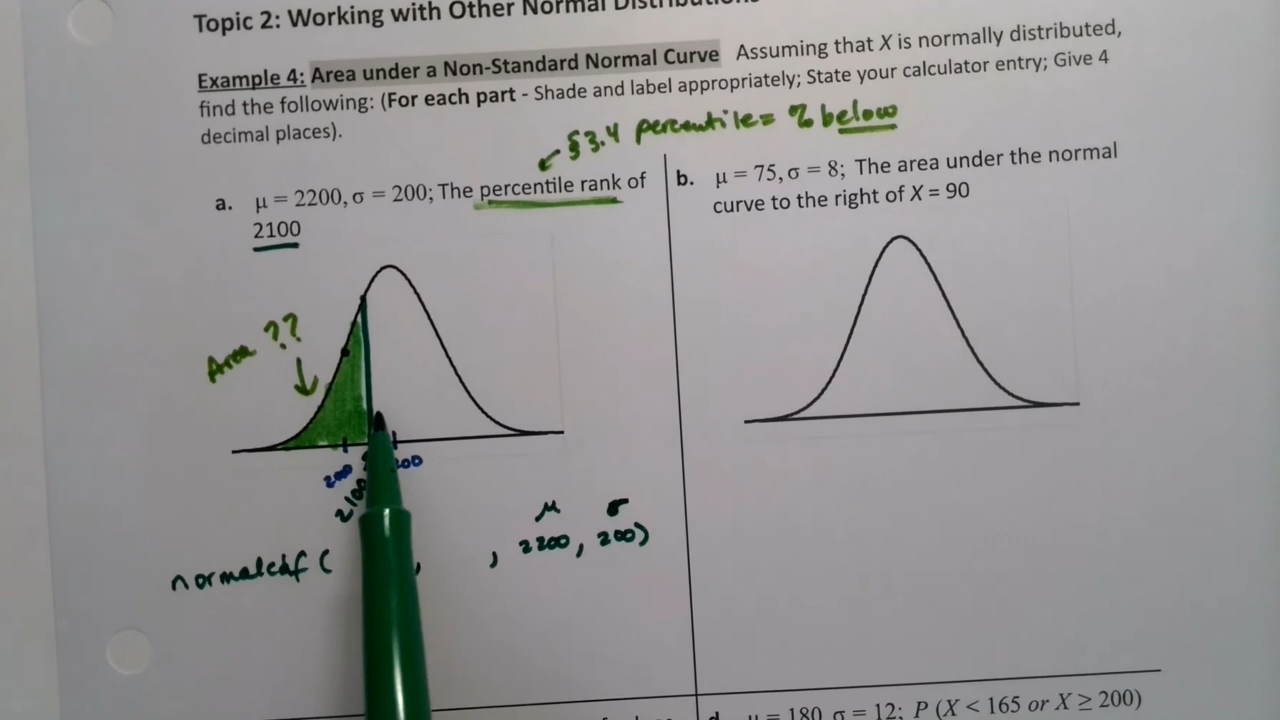 Topic 2: Working with Other Normal Distributions
Example 4: Area under a Non-Standard Normal Curve Assuming that X is normally distributed,
find the following: (For each part - Shade and label appropriately; State your calculator entry; Give 4
decimal places).
§3.4 percentile = % below
a. μ = 2200, σ = 200; The percentile rank of
2100
b. μ = 75, σ = 8; The area under the normal
curve to the right of X = 90
Area ??
200
200
2100
μ σ
normalcdf ( , , 2200, 200)
μ = 180, σ = 12; P (X < 165 or X ≥ 200)